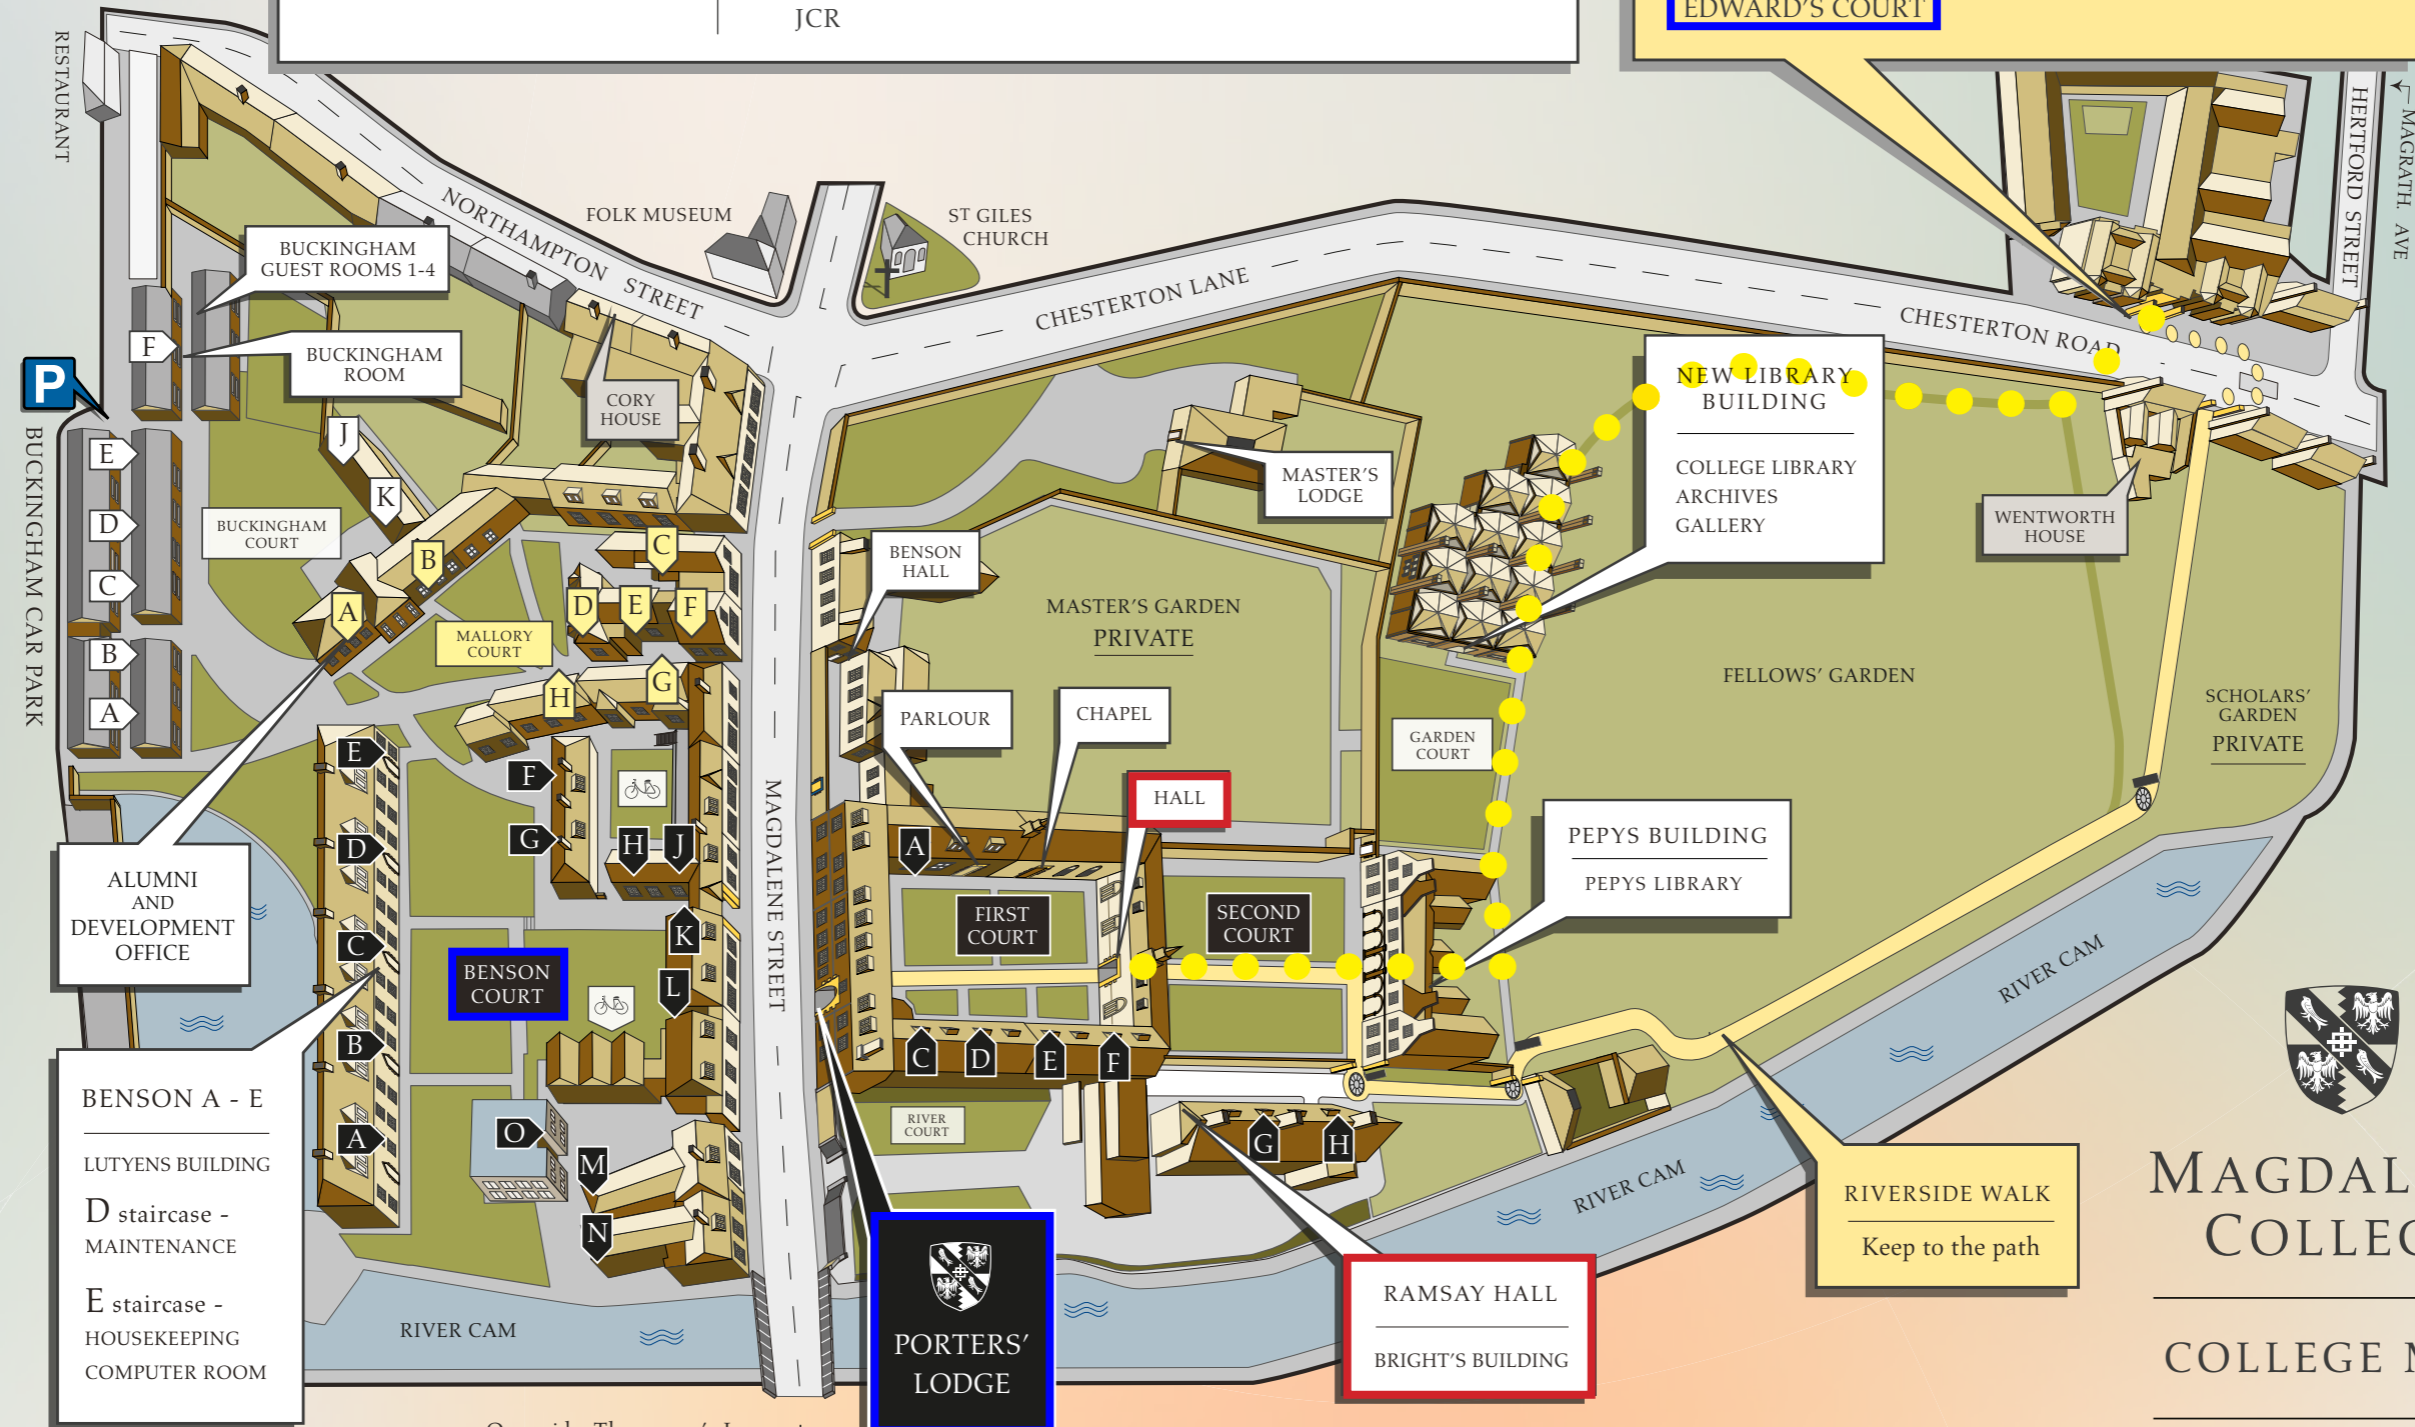 JCR
EDWARD'S COURT
RESTAURANT
NORTHAMPTON STREET
FOLK MUSEUM
ST GILES
CHURCH
CHESTERTON LANE
CHESTERTON ROAD
HERTFORD STREET
MAGRATH. AVE
BUCKINGHAM
GUEST ROOMS 1-4
BUCKINGHAM
ROOM
F
P
BUCKINGHAM CAR PARK
E
D
C
B
A
J
K
BUCKINGHAM
COURT
CORY
HOUSE
MASTER'S
LODGE
NEW LIBRARY
BUILDING
COLLEGE LIBRARY
ARCHIVES
GALLERY
WENTWORTH
HOUSE
BENSON
HALL
A
B
C
D
E
F
G
H
MALLORY
COURT
MASTER'S GARDEN
PRIVATE
FELLOWS' GARDEN
SCHOLARS'
GARDEN
PRIVATE
GARDEN
COURT
PARLOUR
CHAPEL
HALL
PEPYS BUILDING
PEPYS LIBRARY
MAGDALENE STREET
ALUMNI
AND
DEVELOPMENT
OFFICE
E
D
C
B
A
F
G
H
J
K
L
M
N
O
BENSON
COURT
A
FIRST
COURT
SECOND
COURT
C
D
E
F
RIVER
COURT
G
H
BENSON A - E
LUTYENS BUILDING
D staircase -
MAINTENANCE
E staircase -
HOUSEKEEPING
COMPUTER ROOM
RIVER CAM
PORTERS'
LODGE
RAMSAY HALL
BRIGHT'S BUILDING
RIVER CAM
RIVER CAM
RIVERSIDE WALK
Keep to the path
MAGDAL
COLLEG
COLLEGE